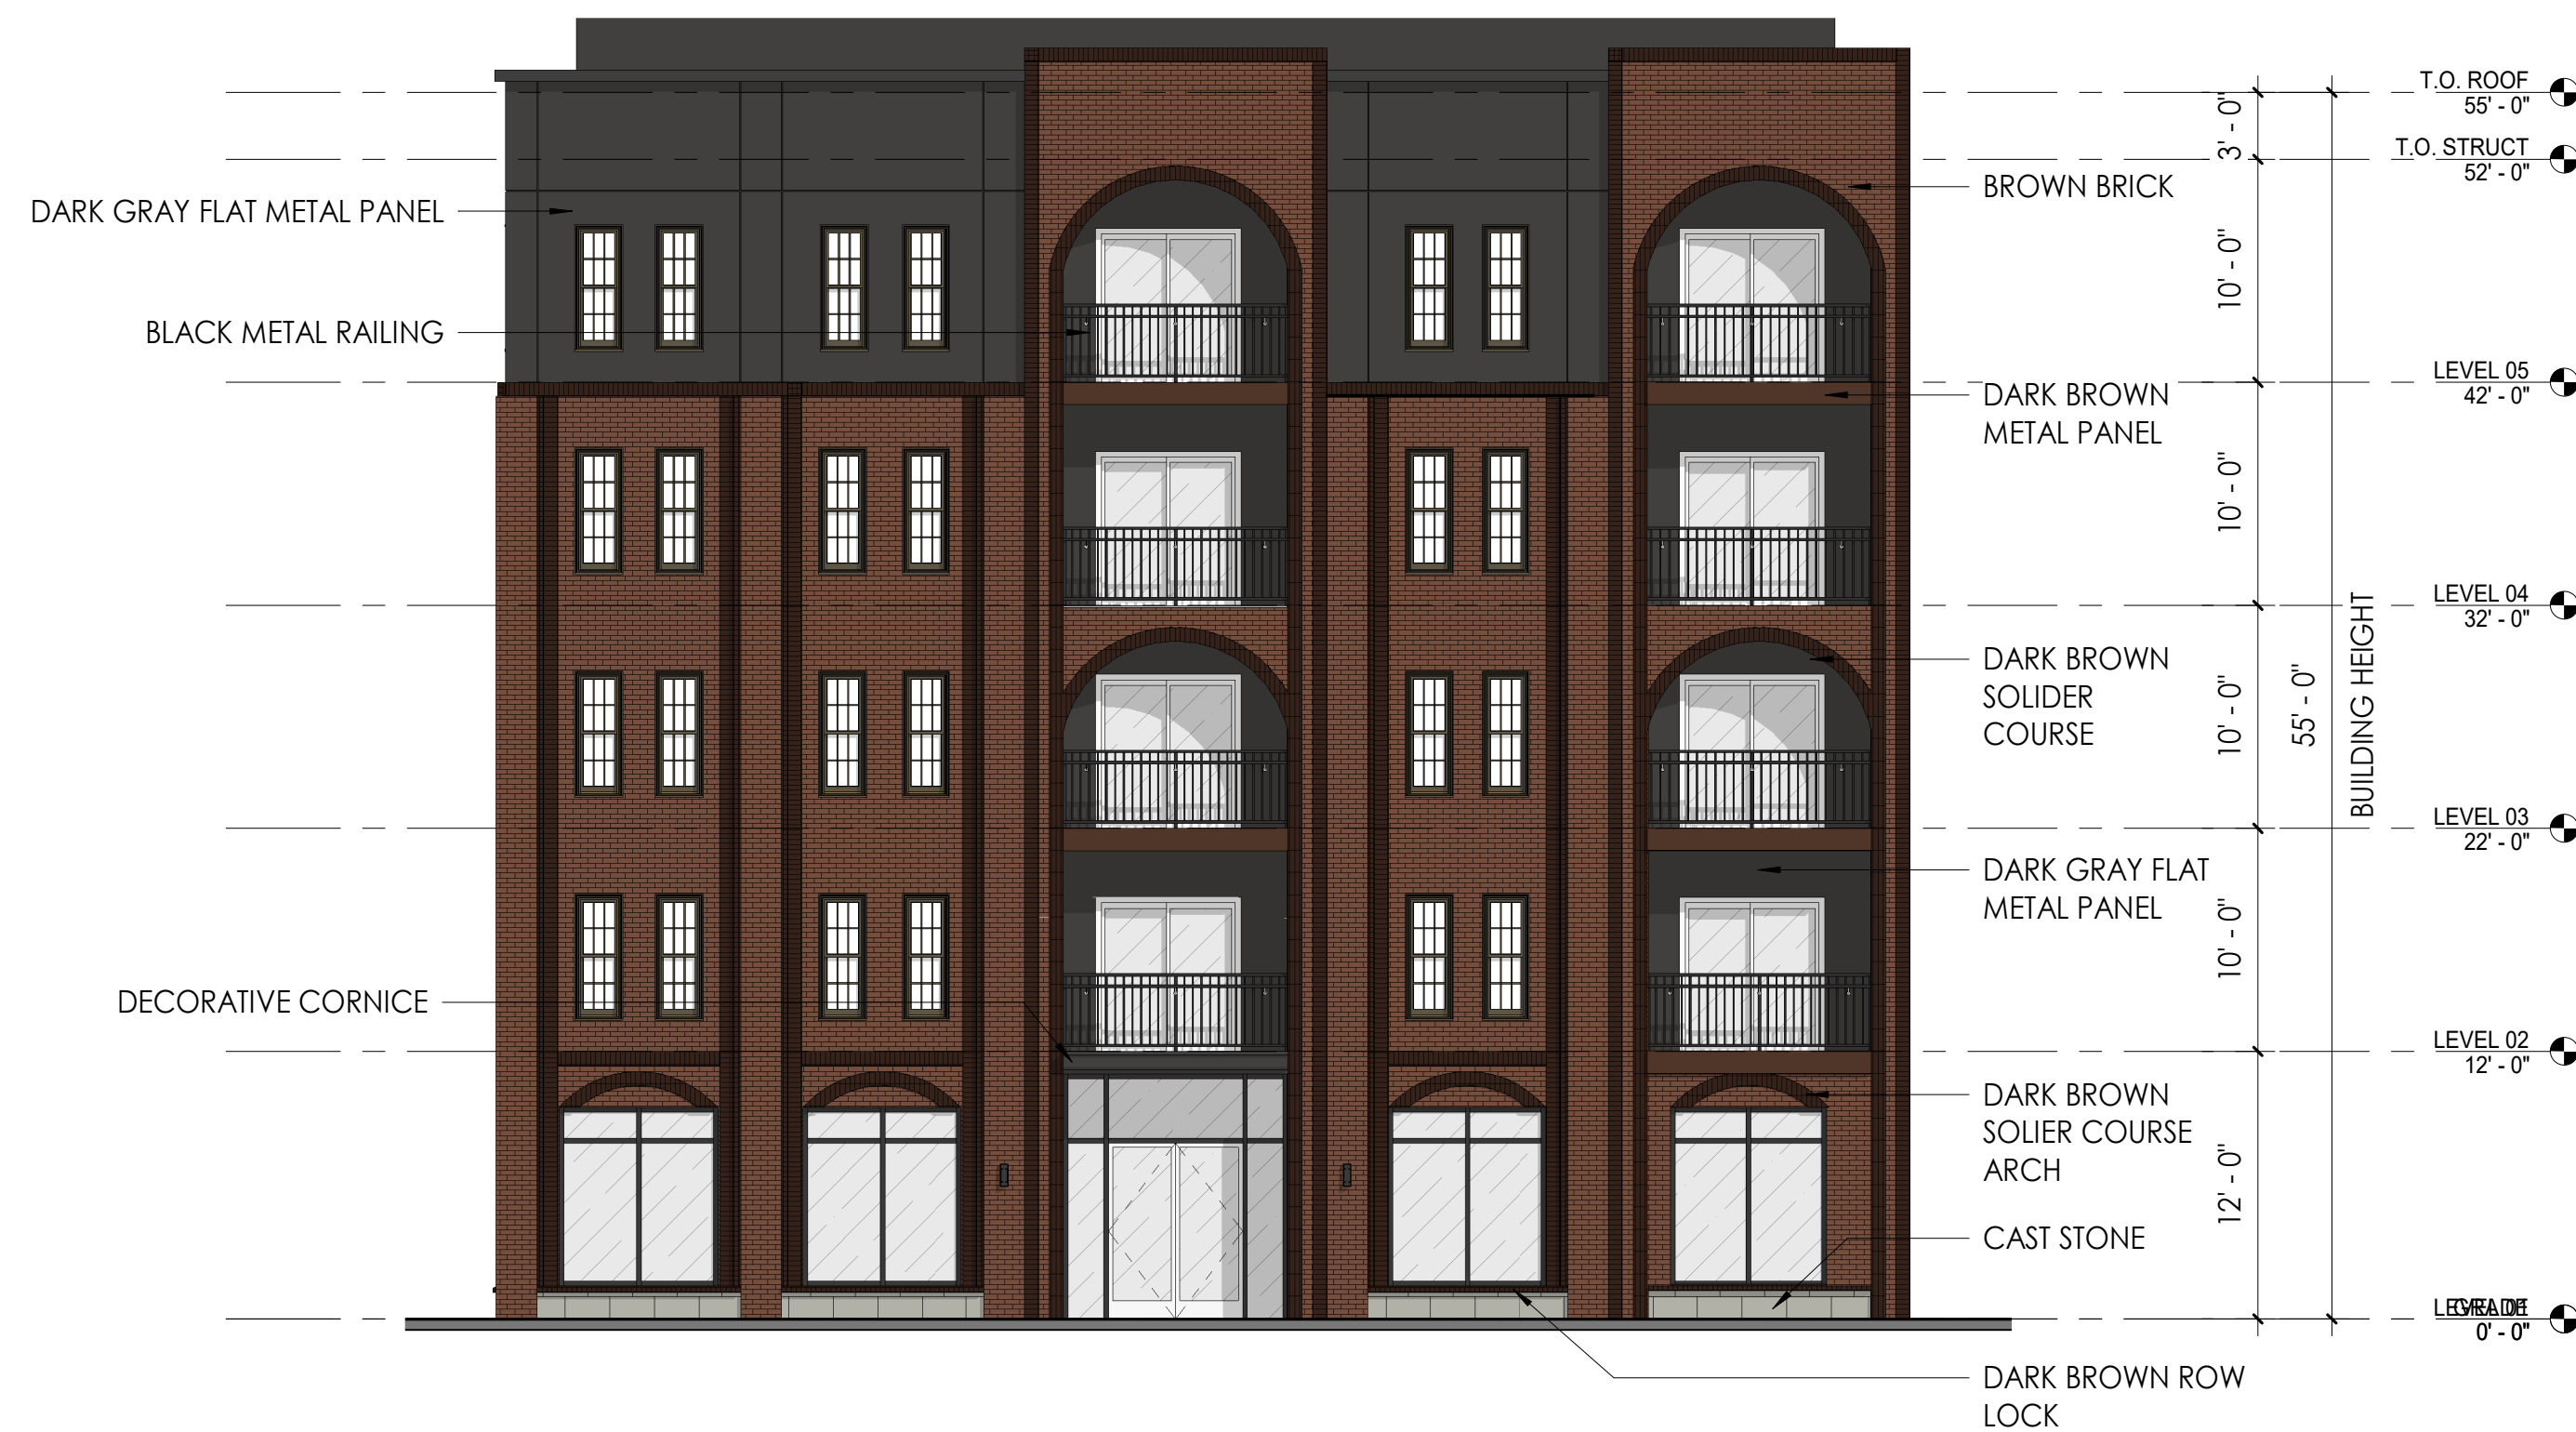 DARK GRAY FLAT METAL PANEL
BLACK METAL RAILING
DECORATIVE CORNICE
BROWN BRICK
DARK BROWN
METAL PANEL
DARK BROWN
SOLIDER
COURSE
DARK GRAY FLAT
METAL PANEL
DARK BROWN
SOLIER COURSE
ARCH
CAST STONE
DARK BROWN ROW
LOCK
3' - 0"
10' - 0"
10' - 0"
10' - 0"
10' - 0"
12' - 0"
55' - 0"
BUILDING HEIGHT
T.O. ROOF
55' - 0"
T.O. STRUCT
52' - 0"
LEVEL 05
42' - 0"
LEVEL 04
32' - 0"
LEVEL 03
22' - 0"
LEVEL 02
12' - 0"
LEVEL 01
GRADE
0' - 0"